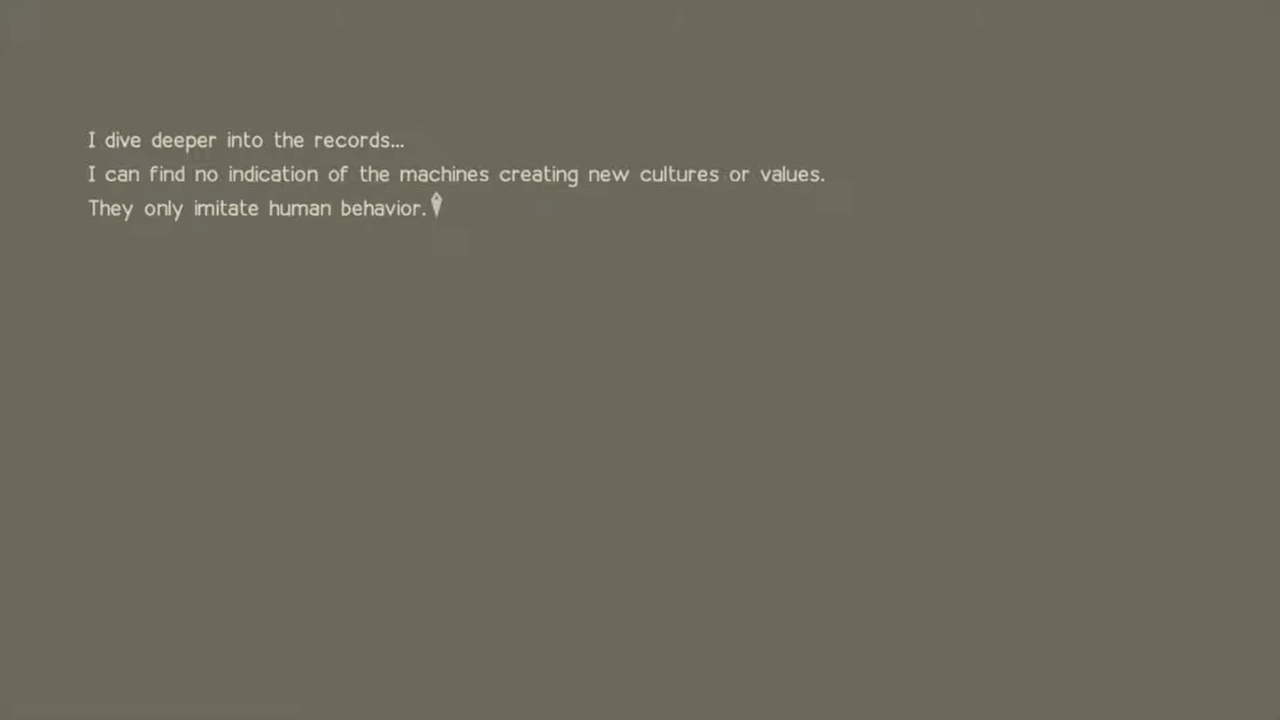 I dive deeper into the records...
I can find no indication of the machines creating new cultures or values.
They only imitate human behavior.